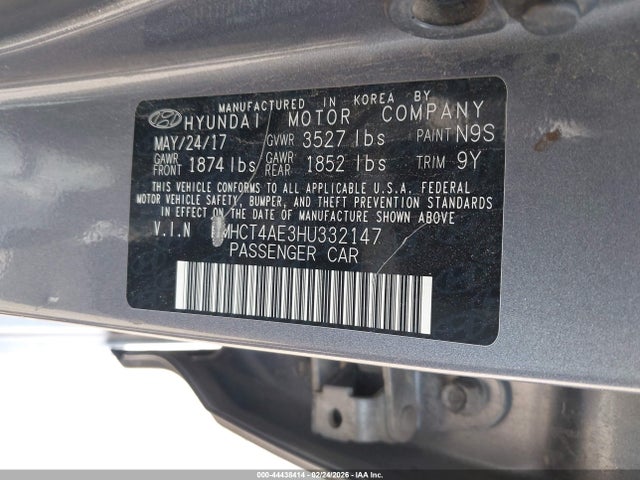 MANUFACTURED IN KOREA BY
HYUNDAI MOTOR COMPANY
MAY/24/17 GVWR 3527 lbs PAINT N9S
GAWR FRONT 1874 lbs GAWR REAR 1852 lbs TRIM 9Y
THIS VEHICLE CONFORMS TO ALL APPLICABLE U.S.A. FEDERAL
MOTOR VEHICLE SAFETY, BUMPER, AND THEFT PREVENTION STANDARDS
IN EFFECT ON THE DATE OF MANUFACTURE SHOWN ABOVE
V.I.N MHCT4AE3HU332147
PASSENGER CAR
000-44438414 - 02/24/2026 - IAA Inc.